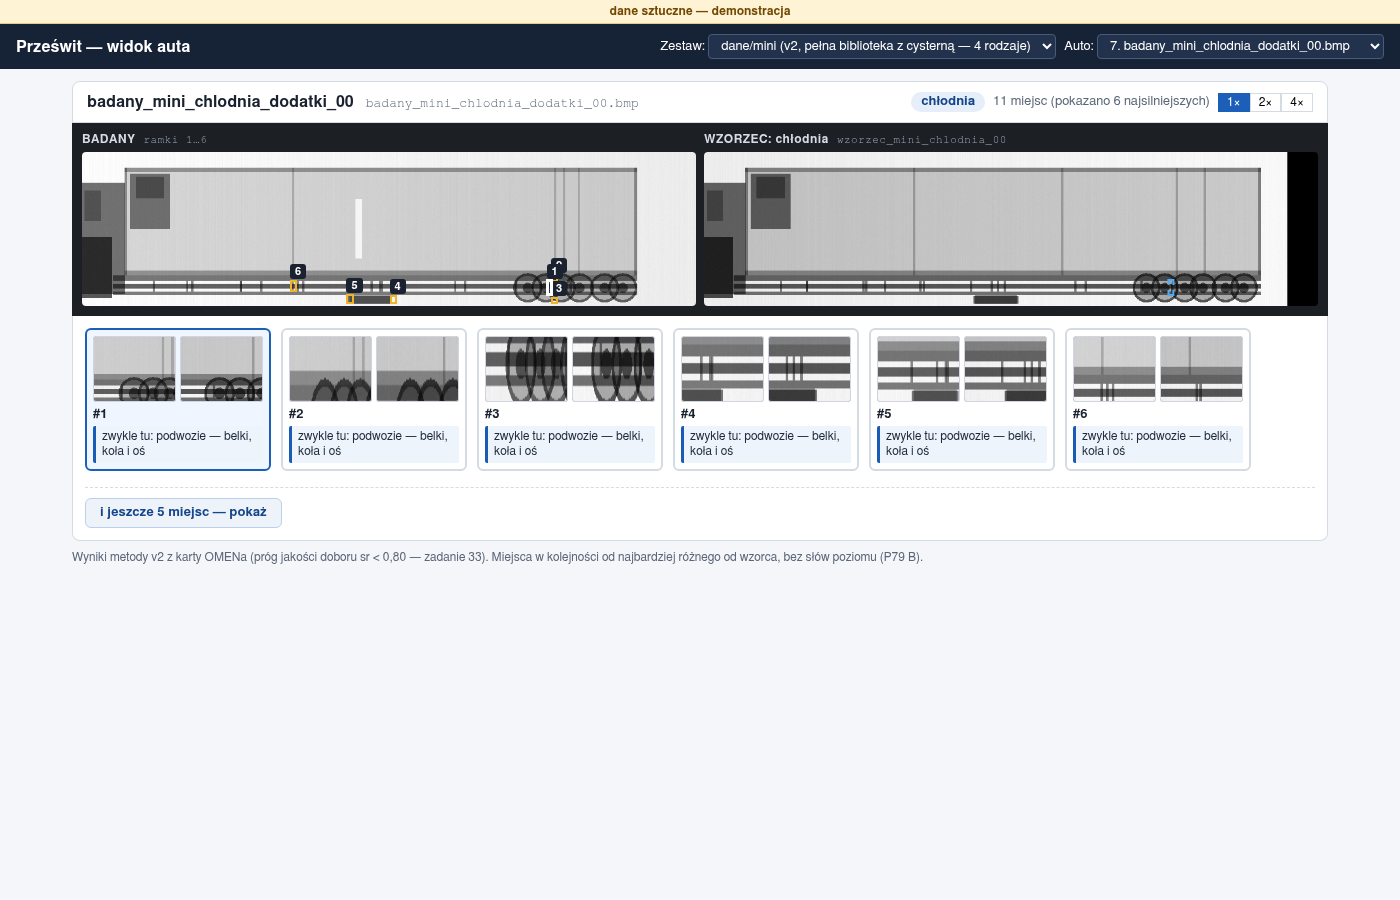 dane sztuczne — demonstracja
Prześwit — widok auta
Zestaw: dane/mini (v2, pełna biblioteka z cysterną — 4 rodzaje) Auto: 7. badany_mini_chlodnia_dodatki_00.bmp
badany_mini_chlodnia_dodatki_00 badany_mini_chlodnia_dodatki_00.bmp chłodnia 11 miejsc (pokazano 6 najsilniejszych) 1× 2× 4×
BADANY ramki 1…6
WZORZEC: chłodnia wzorzec_mini_chlodnia_00
6
5
4
1
3
#1
zwykle tu: podwozie — belki,
koła i oś
#2
zwykle tu: podwozie — belki,
koła i oś
#3
zwykle tu: podwozie — belki,
koła i oś
#4
zwykle tu: podwozie — belki,
koła i oś
#5
zwykle tu: podwozie — belki,
koła i oś
#6
zwykle tu: podwozie — belki,
koła i oś
i jeszcze 5 miejsc — pokaż
Wyniki metody v2 z karty OMENa (próg jakości doboru sr < 0,80 — zadanie 33). Miejsca w kolejności od najbardziej różnego od wzorca, bez słów poziomu (P79 B).